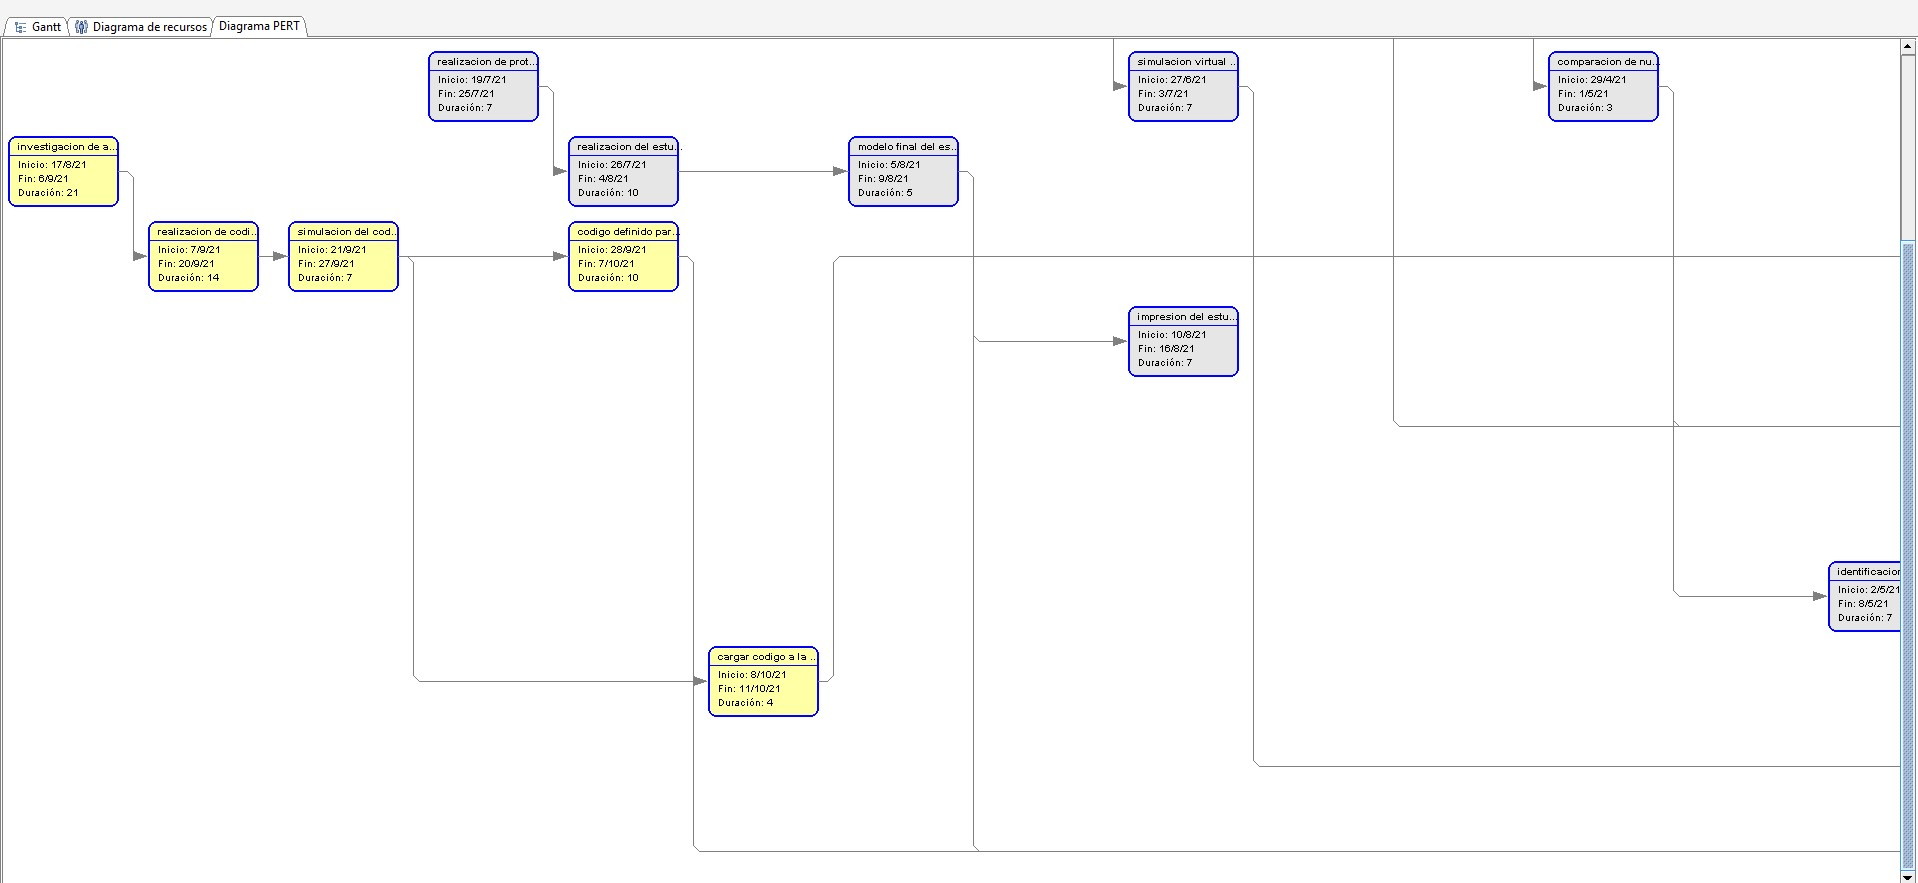 Gantt
Diagrama de recursos
Diagrama PERT
realizacion de prot...
Inicio: 19/7/21
Fin: 25/7/21
Duración: 7
simulacion virtual ...
Inicio: 27/6/21
Fin: 3/7/21
Duración: 7
comparacion de nu...
Inicio: 29/4/21
Fin: 1/5/21
Duración: 3
investigacion de a...
Inicio: 17/8/21
Fin: 6/9/21
Duración: 21
realizacion del estu...
Inicio: 26/7/21
Fin: 4/8/21
Duración: 10
modelo final del es...
Inicio: 5/8/21
Fin: 9/8/21
Duración: 5
realizacion de codi...
Inicio: 7/9/21
Fin: 20/9/21
Duración: 14
simulacion del cod...
Inicio: 21/9/21
Fin: 27/9/21
Duración: 7
codigo definido par...
Inicio: 28/9/21
Fin: 7/10/21
Duración: 10
impresion del estu...
Inicio: 10/8/21
Fin: 16/8/21
Duración: 7
identificacion
Inicio: 2/5/21
Fin: 8/5/21
Duración: 7
cargar codigo a la ...
Inicio: 8/10/21
Fin: 11/10/21
Duración: 4